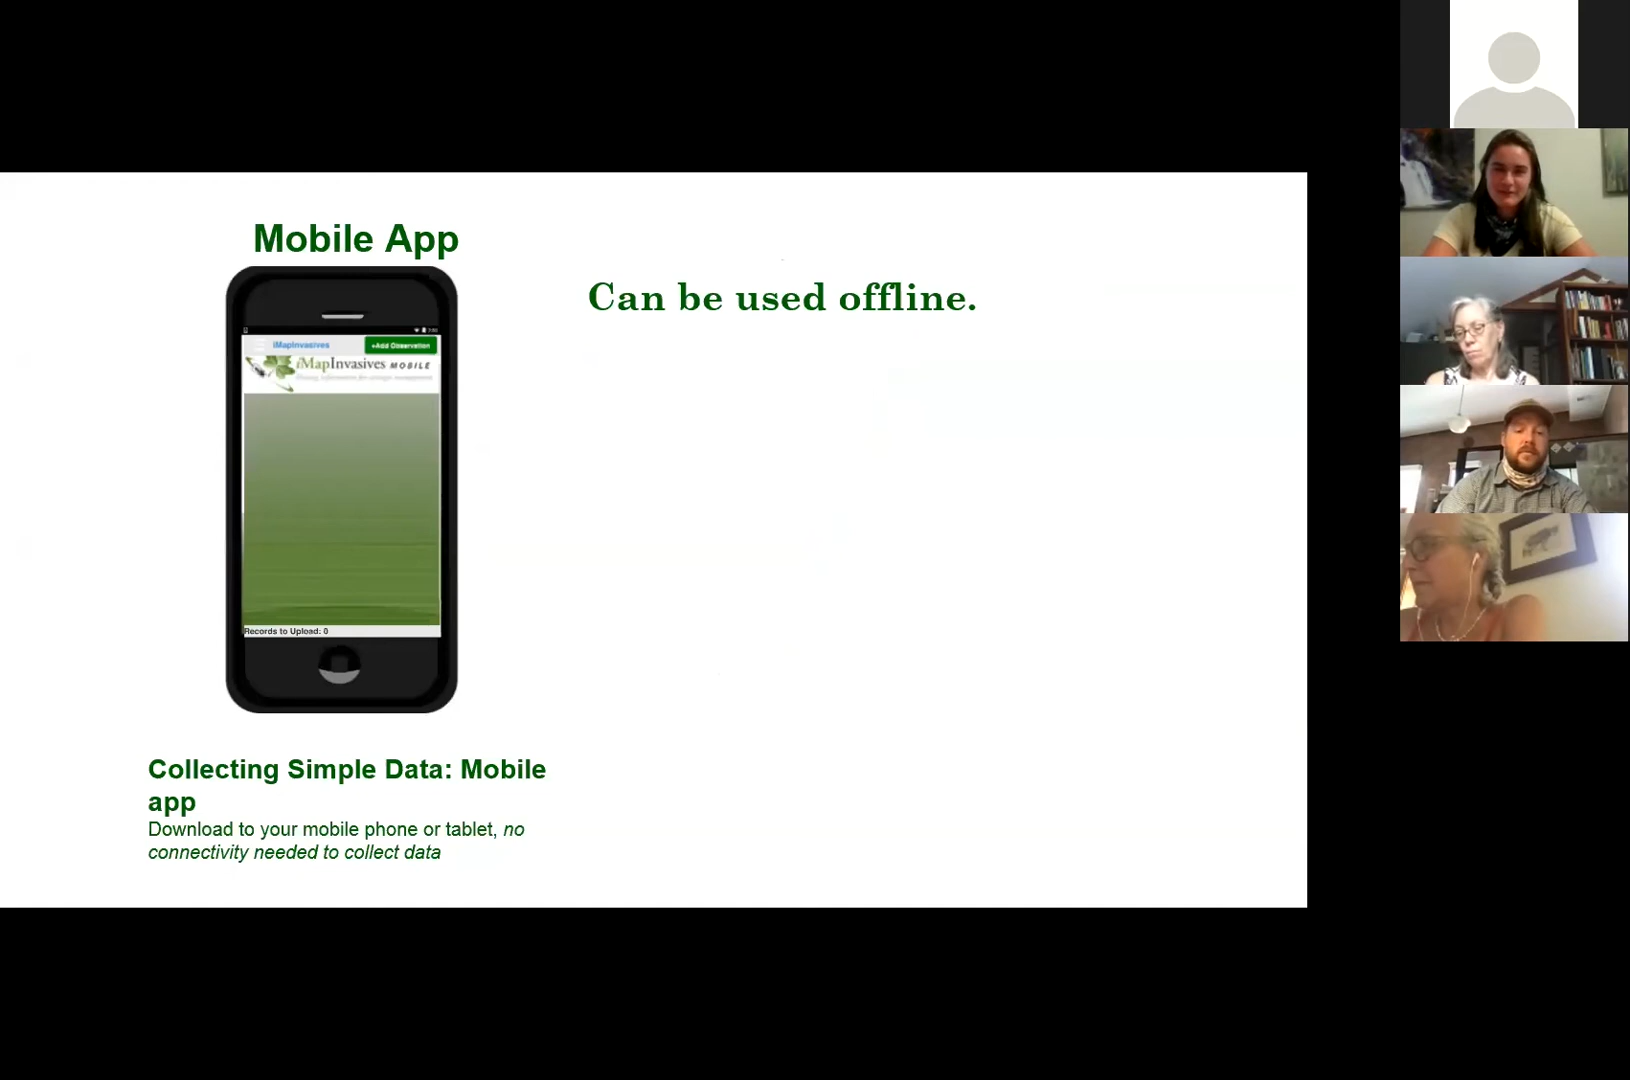 Mobile App
Can be used offline.
iMapInvasives
+Add Observation
iMapInvasives MOBILE
Records to Upload: 0
Collecting Simple Data: Mobile
app
Download to your mobile phone or tablet, no
connectivity needed to collect data